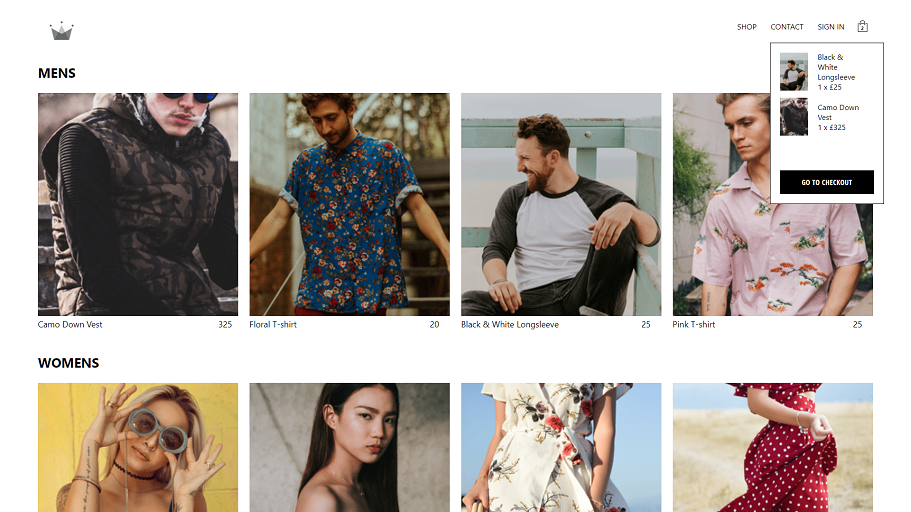 SHOP CONTACT SIGN IN 2
Black &
White
Longsleeve
1 x £25
Camo Down
Vest
1 x £325
GO TO CHECKOUT
MENS
Camo Down Vest 325
Floral T-shirt 20
Black & White Longsleeve 25
Pink T-shirt 25
WOMENS